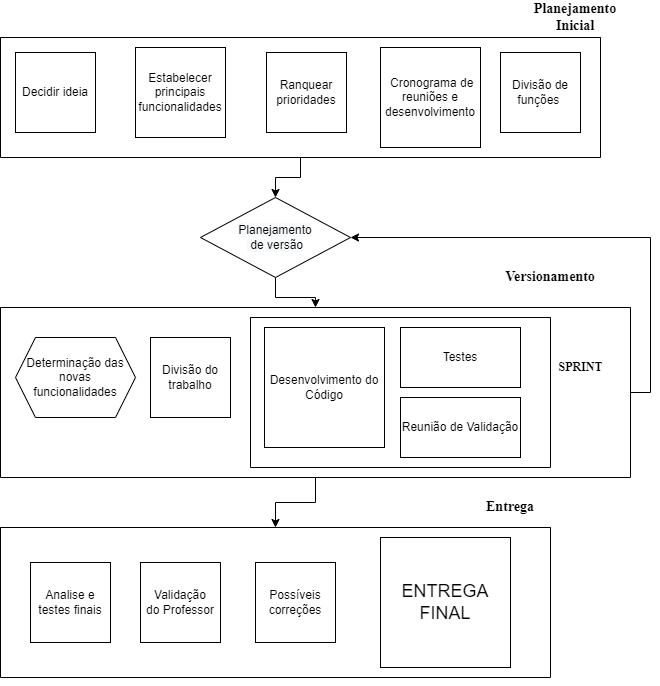 Planejamento
Inicial
Decidir ideia
Estabelecer
principais
funcionalidades
Ranquear
prioridades
Cronograma de
reuniões e
desenvolvimento
Divisão de
funções
Planejamento
de versão
Versionamento
Determinação das
novas
funcionalidades
Divisão do
trabalho
Desenvolvimento do
Código
Testes
Reunião de Validação
SPRINT
Entrega
Analise e
testes finais
Validação
do Professor
Possíveis
correções
ENTREGA
FINAL